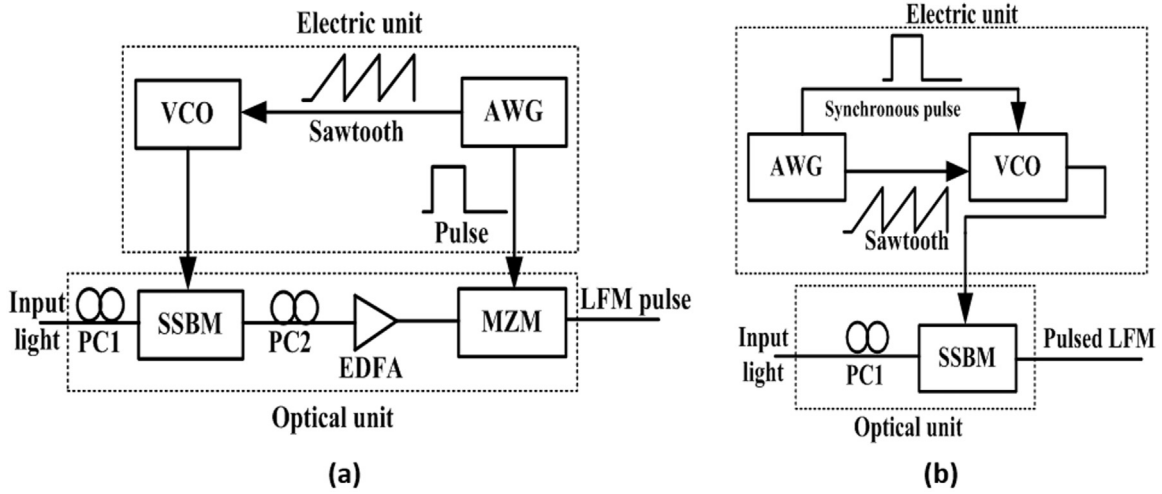 Electric unit
VCO
Sawtooth
AWG
Pulse
Input
light
PC1
SSBM
PC2
EDFA
MZM
LFM pulse
Optical unit
(a)
Electric unit
Synchronous pulse
AWG
VCO
Sawtooth
Input
light
PC1
SSBM
Pulsed LFM
Optical unit
(b)